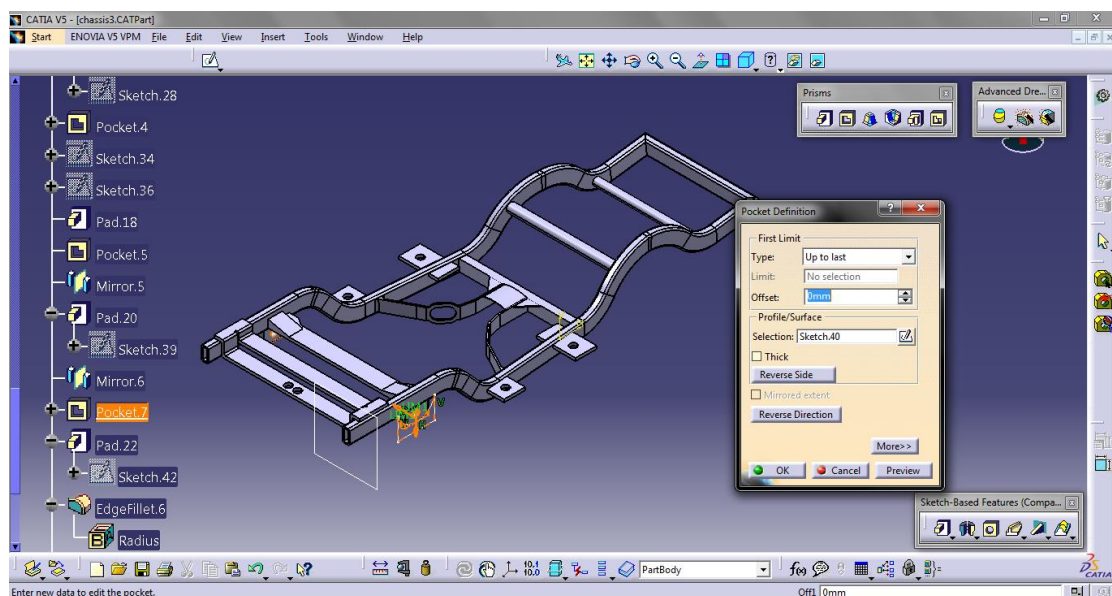 CATIA V5 - [chassis3.CATPart]
Start ENOVIA V5 VPM File Edit View Insert Tools Window Help
Sketch.28
Pocket.4
Sketch.34
Sketch.36
Pad.18
Pocket.5
Mirror.5
Pad.20
Sketch.39
Mirror.6
Pocket.7
Pad.22
Sketch.42
EdgeFillet.6
Radius
Prisms
Advanced Dre...
Pocket Definition
First Limit
Type: Up to last
Limit: No selection
Offset: 0mm
Profile/Surface
Selection: Sketch.40
Thick
Reverse Side
Mirrored extent
Reverse Direction
More>>
OK Cancel Preview
Sketch-Based Features (Compa...
PartBody
CATIA
Enter new data to edit the pocket.
Off1 0mm